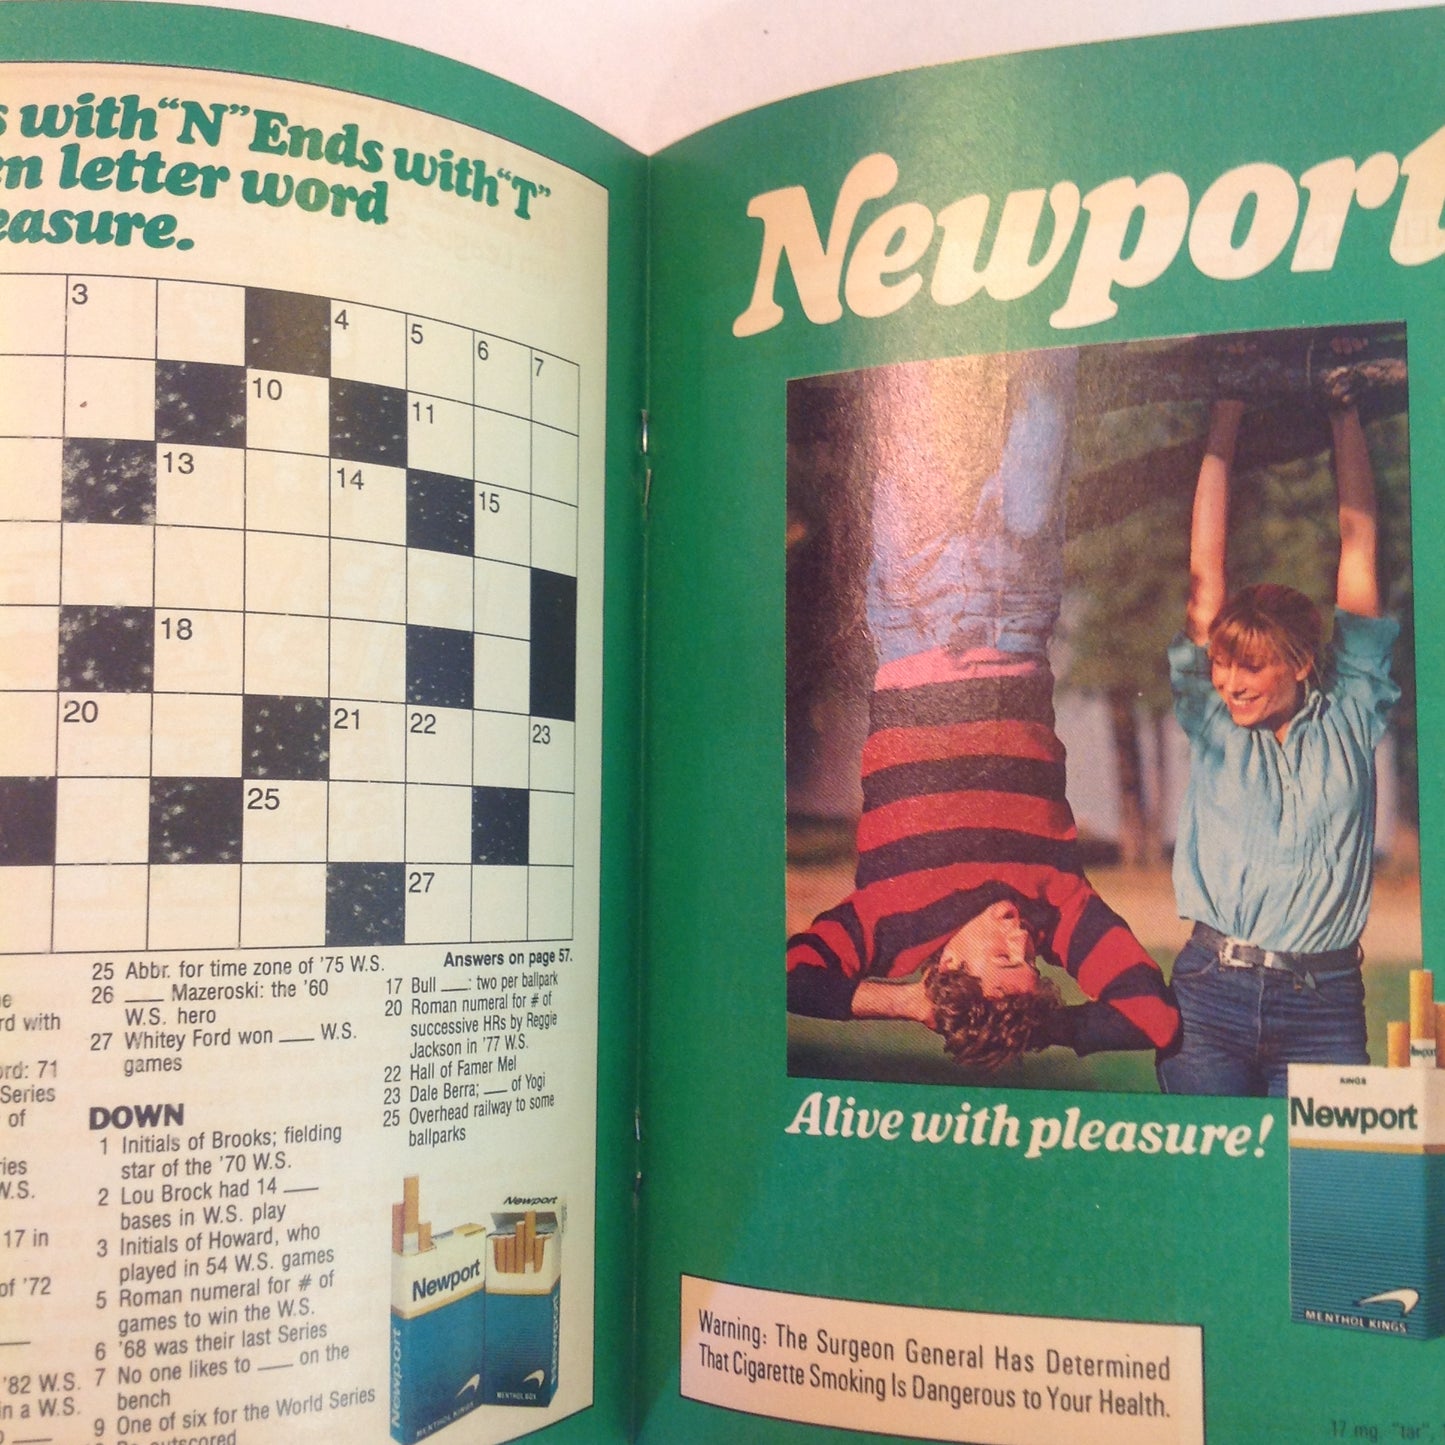 with "N" Ends with "T"
letter word
3
4
5
6
7
10
11
13
14
15
18
20
21
22
23
25
27
rd with
71
Series
of
W.S.
17 in
of '72
'82 W.S.
in a W.S.
25 Abbr. for time zone of '75 W.S.
26 ___ Mazeroski: the '60
W.S. hero
27 Whitey Ford won ___ W.S.
games
DOWN
1 Initials of Brooks; fielding
star of the '70 W.S.
2 Lou Brock had 14 ___
bases in W.S. play
3 Initials of Howard, who
played in 54 W.S. games
5 Roman numeral for # of
games to win the W.S.
6 '68 was their last Series
7 No one likes to ___ on the
bench
9 One of six for the World Series
outscored
Answers on page 57.
17 Bull ___: two per ballpark
20 Roman numeral for # of
successive HRs by Reggie
Jackson in '77 W.S.
22 Hall of Famer Mel
23 Dale Berra; ___ of Yogi
25 Overhead railway to some
ballparks
Newport
Newport
Newport
MENTHOL KINGS
Newport
MENTHOL BOX
Newport
Alive with pleasure!
KINGS
Newport
Newport
MENTHOL KINGS
Warning: The Surgeon General Has Determined
That Cigarette Smoking Is Dangerous to Your Health.
17 mg. "tar",